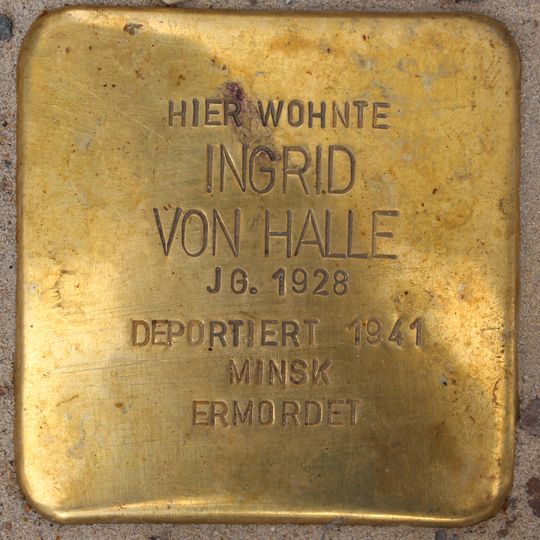 HIER WOHNTE
INGRID
VON HALLE
JG. 1928
DEPORTIERT 1941
MINSK
ERMORDET